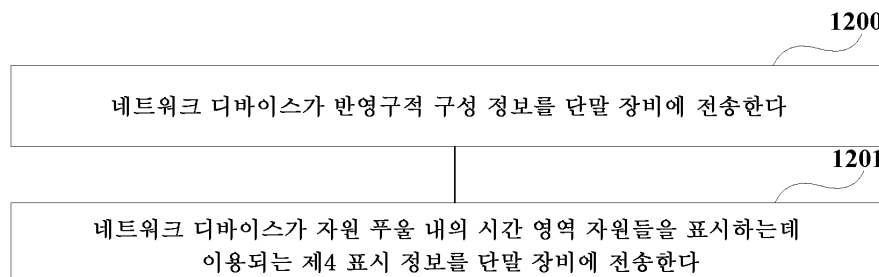 1200
네트워크 디바이스가 반영구적 구성 정보를 단말 장비에 전송한다
1201
네트워크 디바이스가 자원 푸울 내의 시간 영역 자원들을 표시하는데
이용되는 제4 표시 정보를 단말 장비에 전송한다